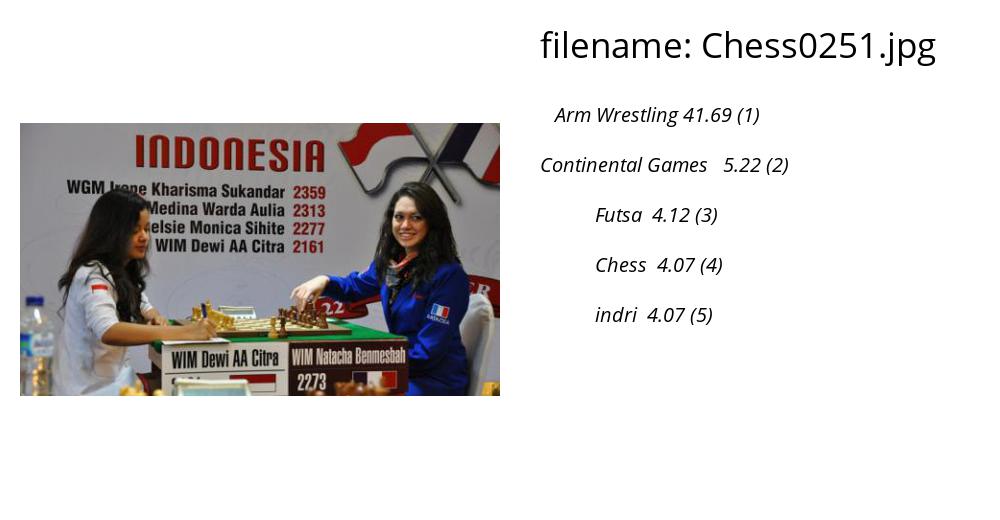 filename: Chess0251.jpg
Arm Wrestling 41.69 (1)
Continental Games 5.22 (2)
Futsa 4.12 (3)
Chess 4.07 (4)
indri 4.07 (5)
INDONESIA
WGM Irene Kharisma Sukandar 2359
Medina Warda Aulia 2313
elsie Monica Sihite 2277
WIM Dewi AA Citra 2161
22
WIM Dewi AA Citra
WIM Natacha Benmesbah
2273